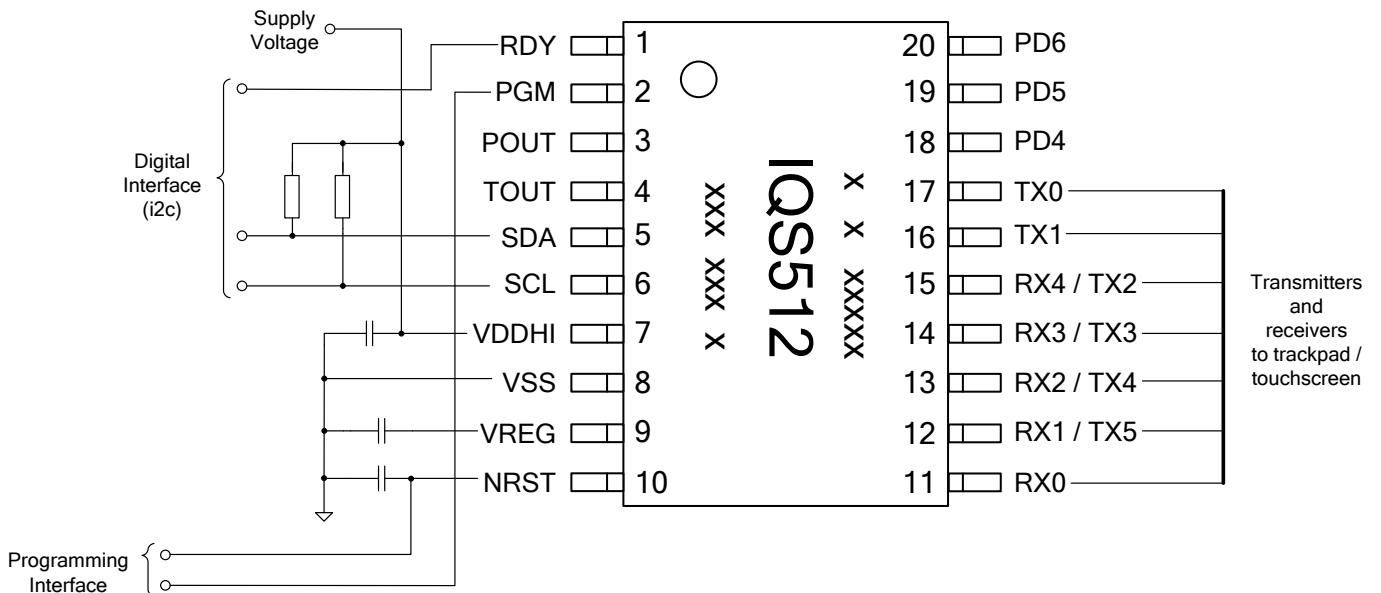 Supply
Voltage
Digital
Interface
(i2c)
Programming
Interface
RDY 1
PGM 2
POUT 3
TOUT 4
SDA 5
SCL 6
VDDHI 7
VSS 8
VREG 9
NRST 10
IQS512
x x xxxxx
xxx xxx x
20 PD6
19 PD5
18 PD4
17 TX0
16 TX1
15 RX4 / TX2
14 RX3 / TX3
13 RX2 / TX4
12 RX1 / TX5
11 RX0
Transmitters
and
receivers
to trackpad /
touchscreen